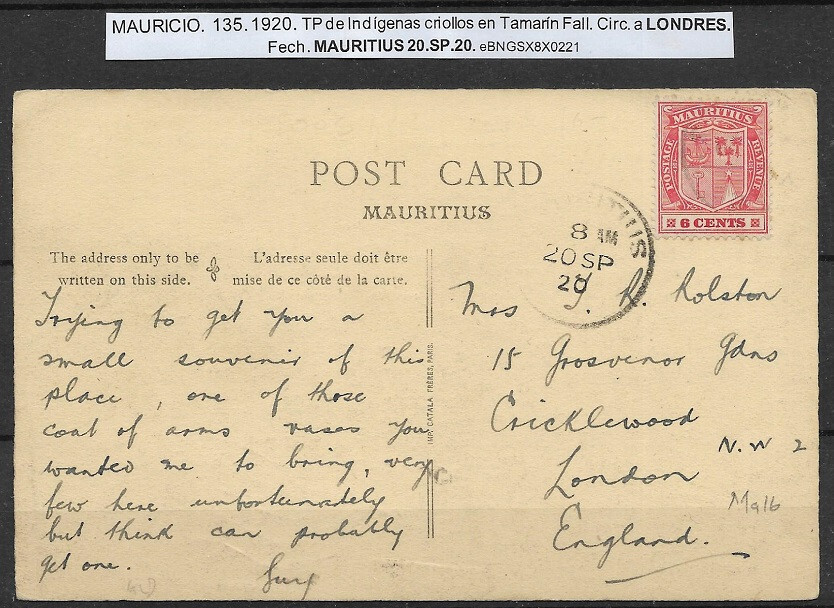 MAURICIO. 135.1920. TP de Indígenas criollos en Tamarín Fall. Circ. a LONDRES.
Fech. MAURITIUS 20.SP.20. eBNGSX8X0221
POST CARD
MAURITIUS
The address only to be
written on this side.
L'adresse seule doit être
mise de ce côté de la carte.
MAURITIUS
POSTAGE
REVENUE
6 CENTS
MAURITIUS
8 AM
20 SP
20
Trying to get you a
small souvenir of this
place, one of those
coat of arms vases you
wanted me to bring, very
few here unfortunately
but think can probably
get one.
Guy
IMP. CATALA FRÈRES, PARIS.
Mrs J. R. Rolston
15 Grosvenor Gdns
Cricklewood
N.W 2
London
England.